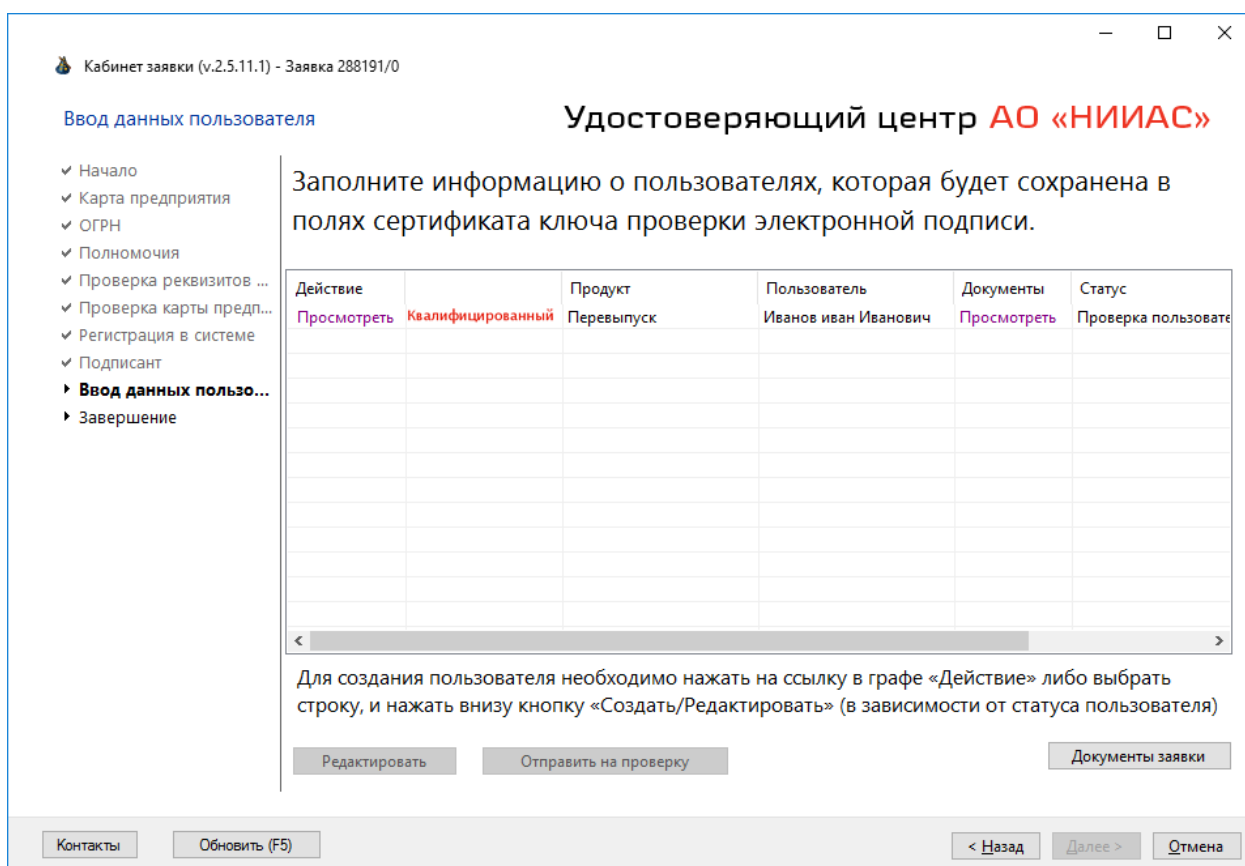 Кабинет заявки (v.2.5.11.1) - Заявка 288191/0
Ввод данных пользователя
Удостоверяющий центр АО «НИИАС»
Начало
Карта предприятия
ОГРН
Полномочия
Проверка реквизитов ...
Проверка карты предп...
Регистрация в системе
Подписант
Ввод данных пользо...
Завершение
Заполните информацию о пользователях, которая будет сохранена в
полях сертификата ключа проверки электронной подписи.
Действие Продукт Пользователь Документы Статус
Просмотреть Квалифицированный Перевыпуск Иванов иван Иванович Просмотреть Проверка пользовате
Для создания пользователя необходимо нажать на ссылку в графе «Действие» либо выбрать
строку, и нажать внизу кнопку «Создать/Редактировать» (в зависимости от статуса пользователя)
Редактировать Отправить на проверку Документы заявки
Контакты Обновить (F5) < Назад Далее > Отмена